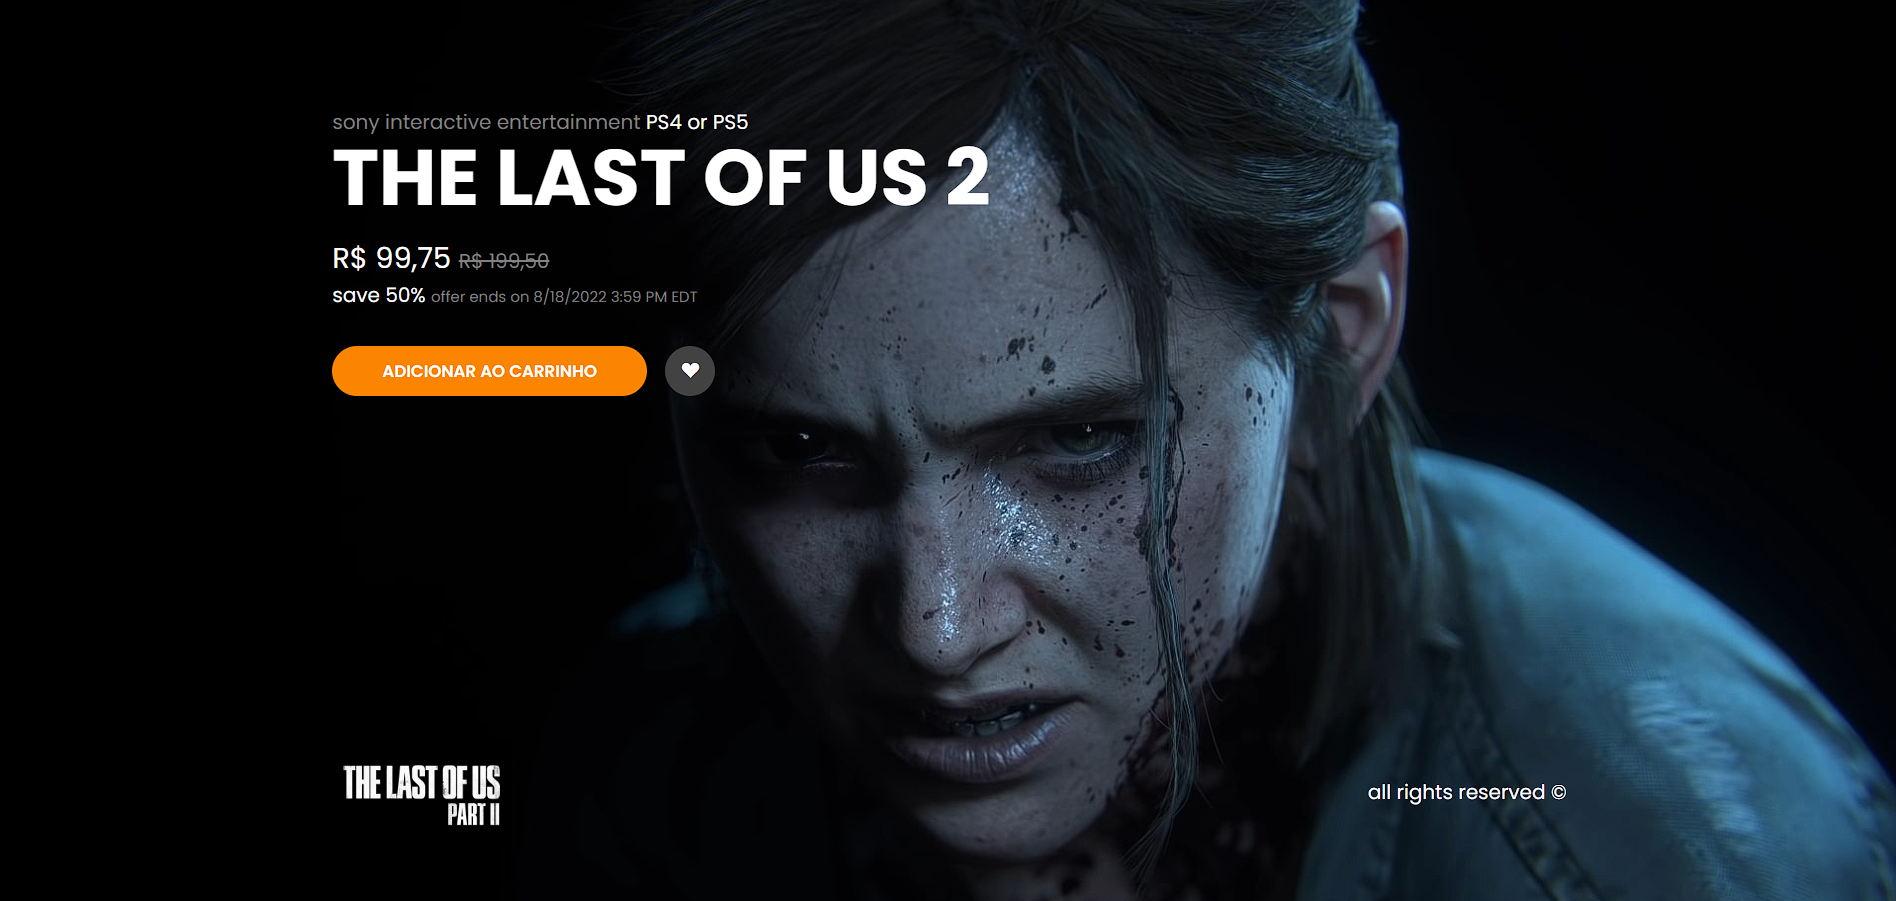 sony interactive entertainment PS4 or PS5
THE LAST OF US 2
R$ 99,75 R$ 199,50
save 50% offer ends on 8/18/2022 3:59 PM EDT
ADICIONAR AO CARRINHO
THE LAST OF US
PART II
all rights reserved ©